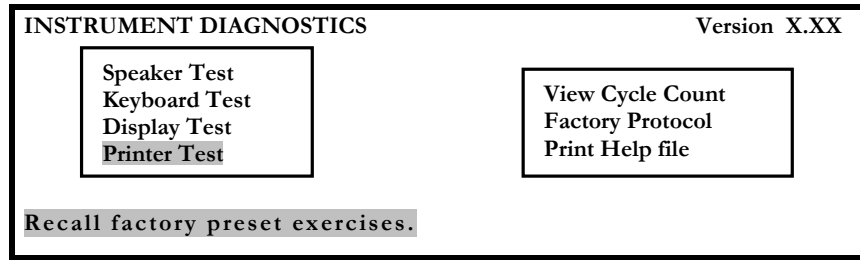 INSTRUMENT DIAGNOSTICS Version X.XX
Speaker Test
Keyboard Test
Display Test
Printer Test
View Cycle Count
Factory Protocol
Print Help file
Recall factory preset exercises.